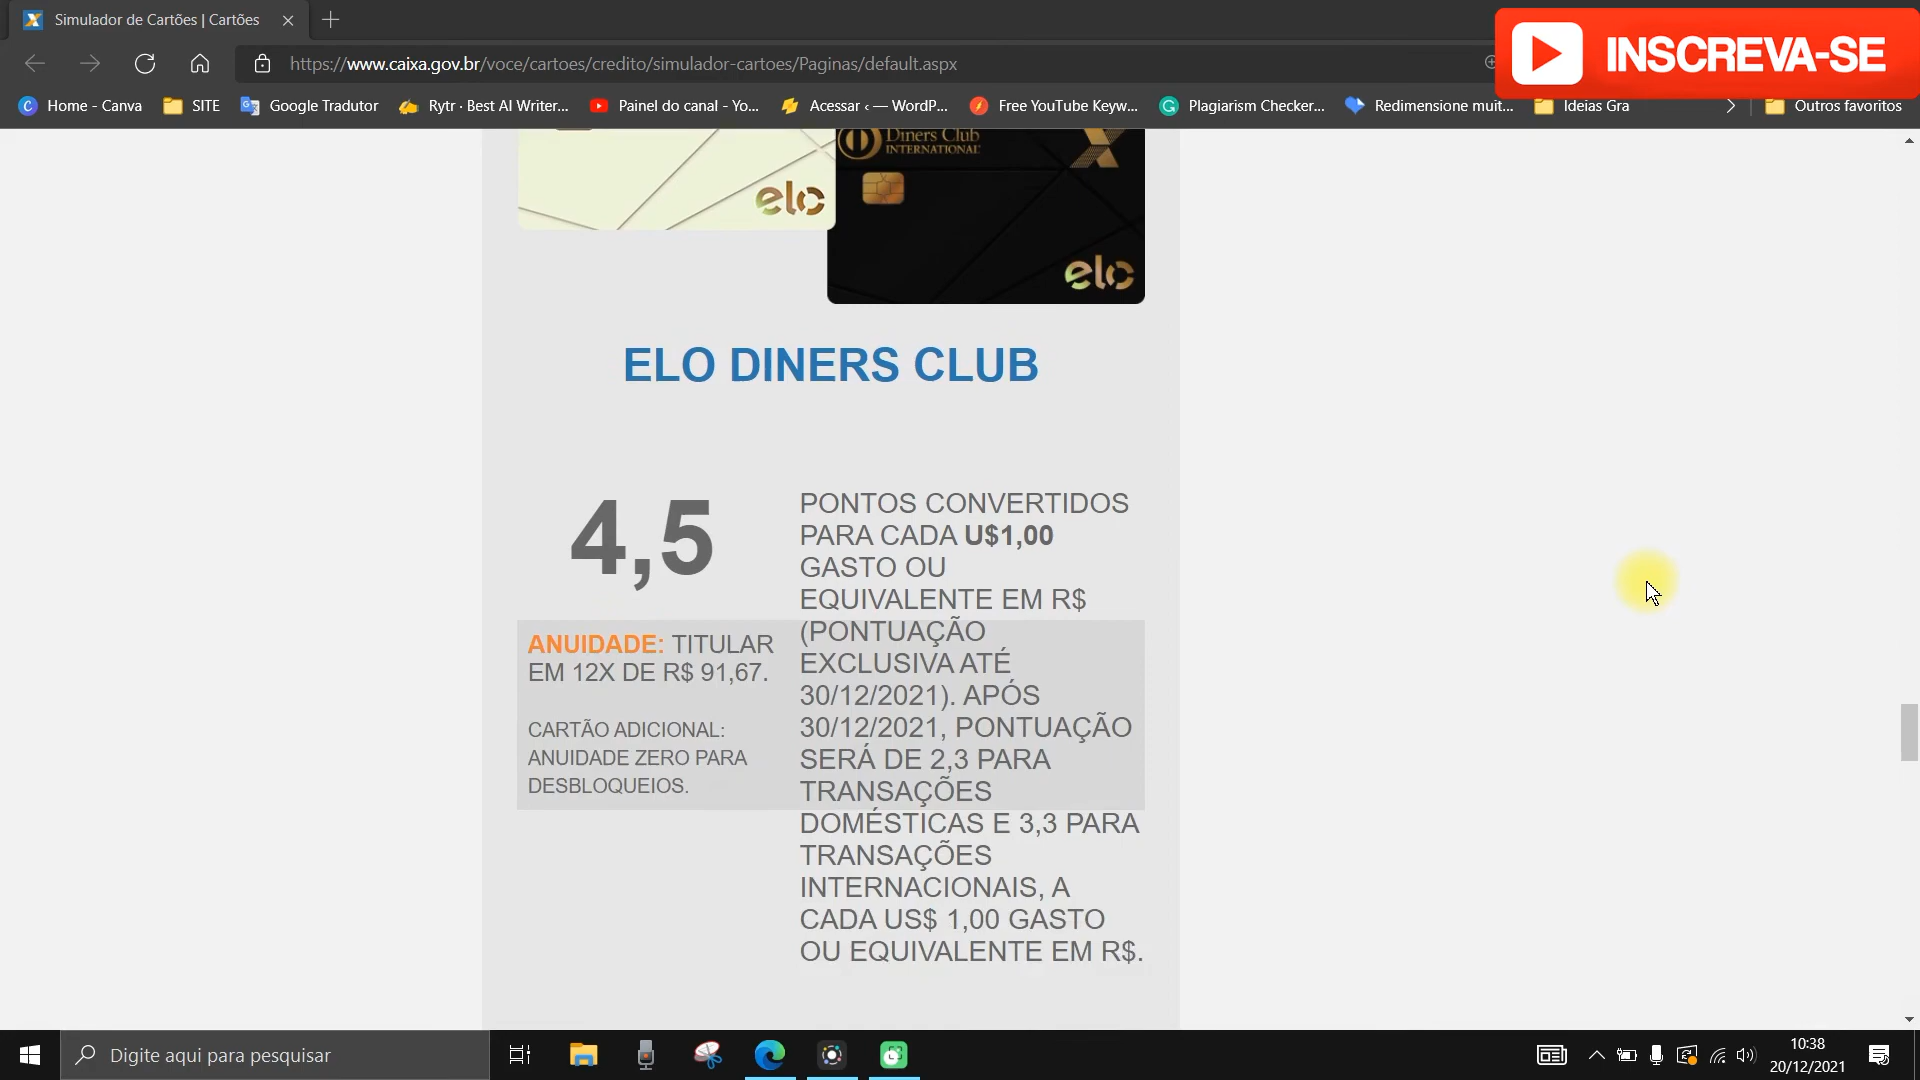 Simulador de Cartões | Cartões
https://www.caixa.gov.br/voce/cartoes/credito/simulador-cartoes/Paginas/default.aspx
INSCREVA-SE
Home - Canva
SITE
Google Tradutor
Rytr · Best AI Writer...
Painel do canal - Yo...
Acessar ‹ — WordP...
Free YouTube Keyw...
Plagiarism Checker...
Redimensione muit...
Ideias Gra
Outros favoritos
elo
Diners Club
INTERNATIONAL
elo
ELO DINERS CLUB
4,5
PONTOS CONVERTIDOS
PARA CADA U$1,00
GASTO OU
EQUIVALENTE EM R$
(PONTUAÇÃO
EXCLUSIVA ATÉ
30/12/2021). APÓS
30/12/2021, PONTUAÇÃO
SERÁ DE 2,3 PARA
TRANSAÇÕES
DOMÉSTICAS E 3,3 PARA
TRANSAÇÕES
INTERNACIONAIS, A
CADA US$ 1,00 GASTO
OU EQUIVALENTE EM R$.
ANUIDADE: TITULAR
EM 12X DE R$ 91,67.
CARTÃO ADICIONAL:
ANUIDADE ZERO PARA
DESBLOQUEIOS.
Digite aqui para pesquisar
10:38
20/12/2021